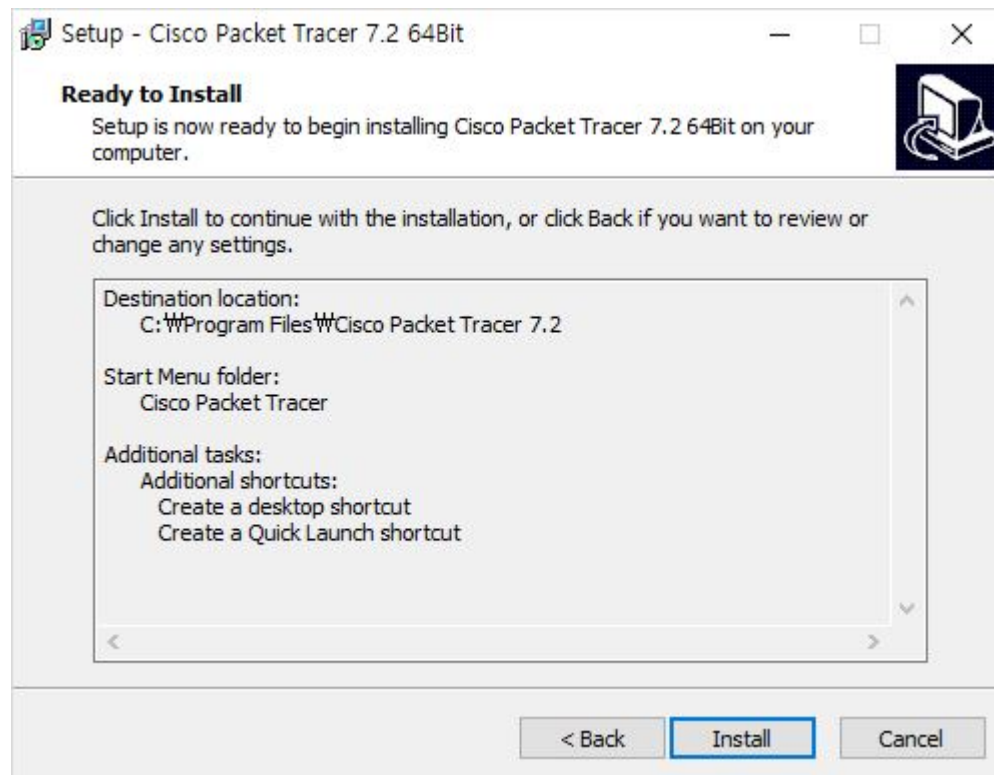 Setup - Cisco Packet Tracer 7.2 64Bit
Ready to Install
Setup is now ready to begin installing Cisco Packet Tracer 7.2 64Bit on your
computer.
Click Install to continue with the installation, or click Back if you want to review or
change any settings.
Destination location:
C:₩Program Files₩Cisco Packet Tracer 7.2
Start Menu folder:
Cisco Packet Tracer
Additional tasks:
Additional shortcuts:
Create a desktop shortcut
Create a Quick Launch shortcut
< Back Install Cancel